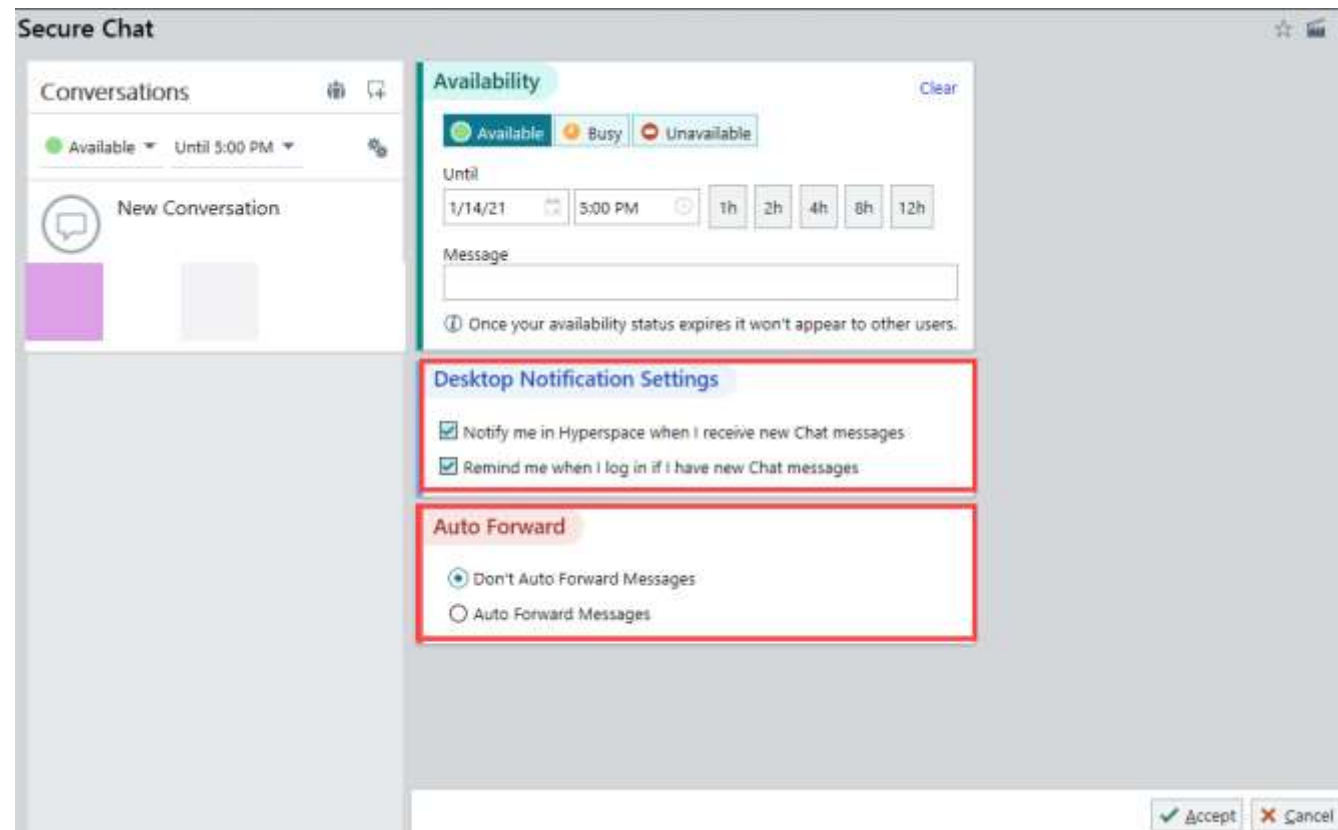 Secure Chat
Conversations
Available
Until 5:00 PM
New Conversation
Availability
Clear
Available
Busy
Unavailable
Until
1/14/21
5:00 PM
1h
2h
4h
8h
12h
Message
Once your availability status expires it won't appear to other users.
Desktop Notification Settings
Notify me in Hyperspace when I receive new Chat messages
Remind me when I log in if I have new Chat messages
Auto Forward
Don't Auto Forward Messages
Auto Forward Messages
Accept
Cancel